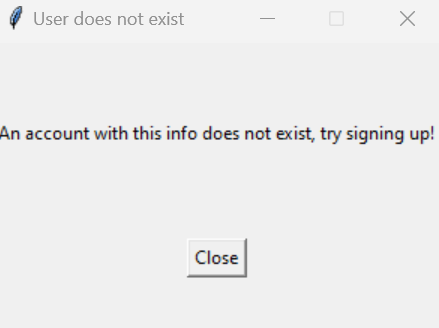 User does not exist
An account with this info does not exist, try signing up!
Close